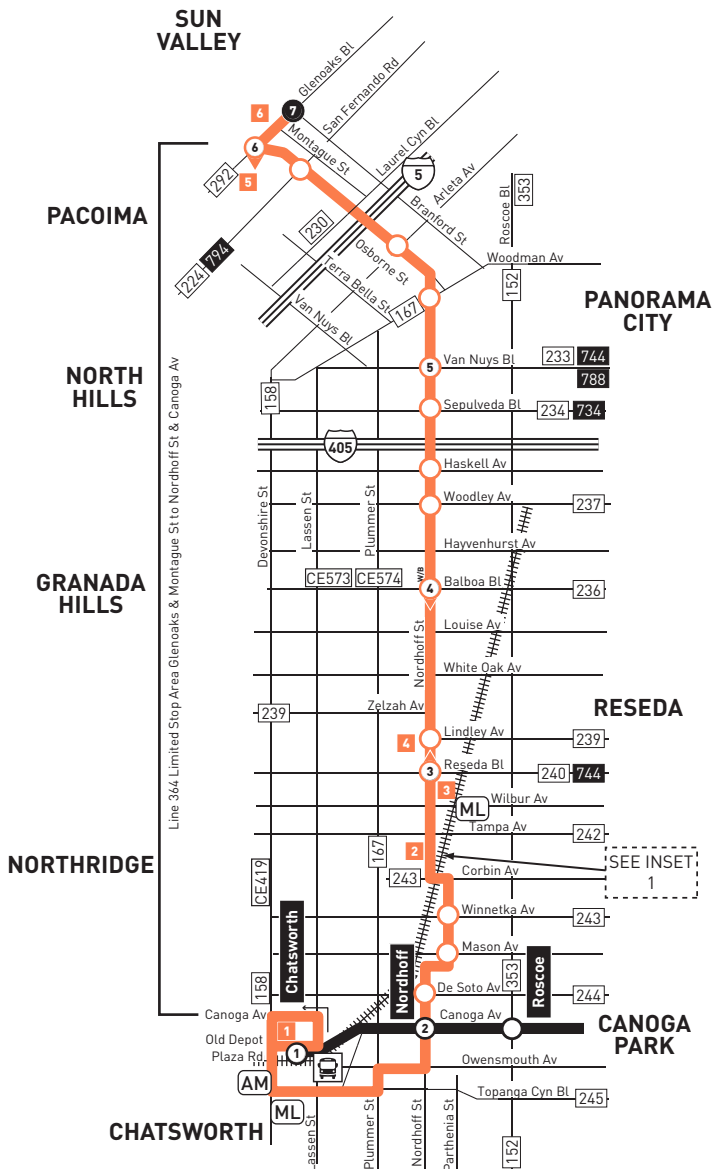 SUN
VALLEY
Glenoaks Bl
San Fernando Rd
6
7
Montague St
Laurel Cyn Bl
6
5
Arleta Av
5
292
PACOIMA
230
Branford St
Roscoe Bl
353
Osborne St
Woodman Av
224
794
Terra Bella St
167
152
PANORAMA
CITY
Van Nuys Bl
5
Van Nuys Bl
233
744
788
NORTH
HILLS
158
Sepulveda Bl
234
734
405
Haskell Av
Line 364 Limited Stop Area Glenoaks & Montague St to Nordhoff St & Canoga Av
Devonshire St
Lassen St
Plummer St
Woodley Av
237
Hayvenhurst Av
GRANADA
HILLS
CE573
CE574
W/B
4
Balboa Bl
236
Nordhoff St
Louise Av
White Oak Av
RESEDA
239
Zelzah Av
4
Lindley Av
239
3
Reseda Bl
240
744
3
Wilbur Av
ML
Tampa Av
242
NORTHRIDGE
CE419
167
2
243
Corbin Av
SEE INSET
1
Winnetka Av
243
Chatsworth
Mason Av
Nordhoff
353
Roscoe
158
De Soto Av
244
Canoga Av
1
2
Canoga Av
CANOGA
PARK
Old Depot
Plaza Rd
1
Owensmouth Av
AM
ML
Topanga Cyn Bl
245
CHATSWORTH
Lassen St
Plummer St
Nordhoff St
Parthenia St
152